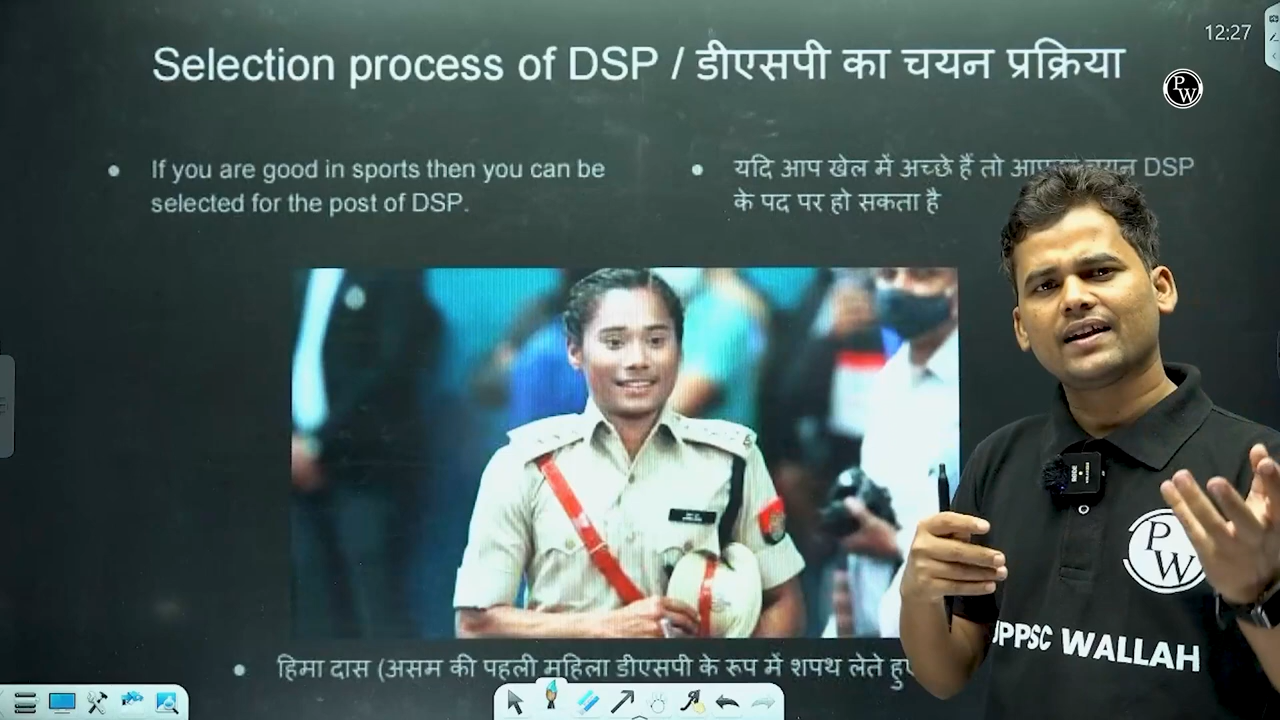 12:27
Selection process of DSP / डीएसपी का चयन प्रक्रिया
PW
If you are good in sports then you can be
selected for the post of DSP.
यदि आप खेल में अच्छे हैं तो आपका चयन DSP
के पद पर हो सकता है
PW
UPPSC WALLAH
हिमा दास (असम की पहली महिला डीएसपी के रूप में शपथ लेते हुए